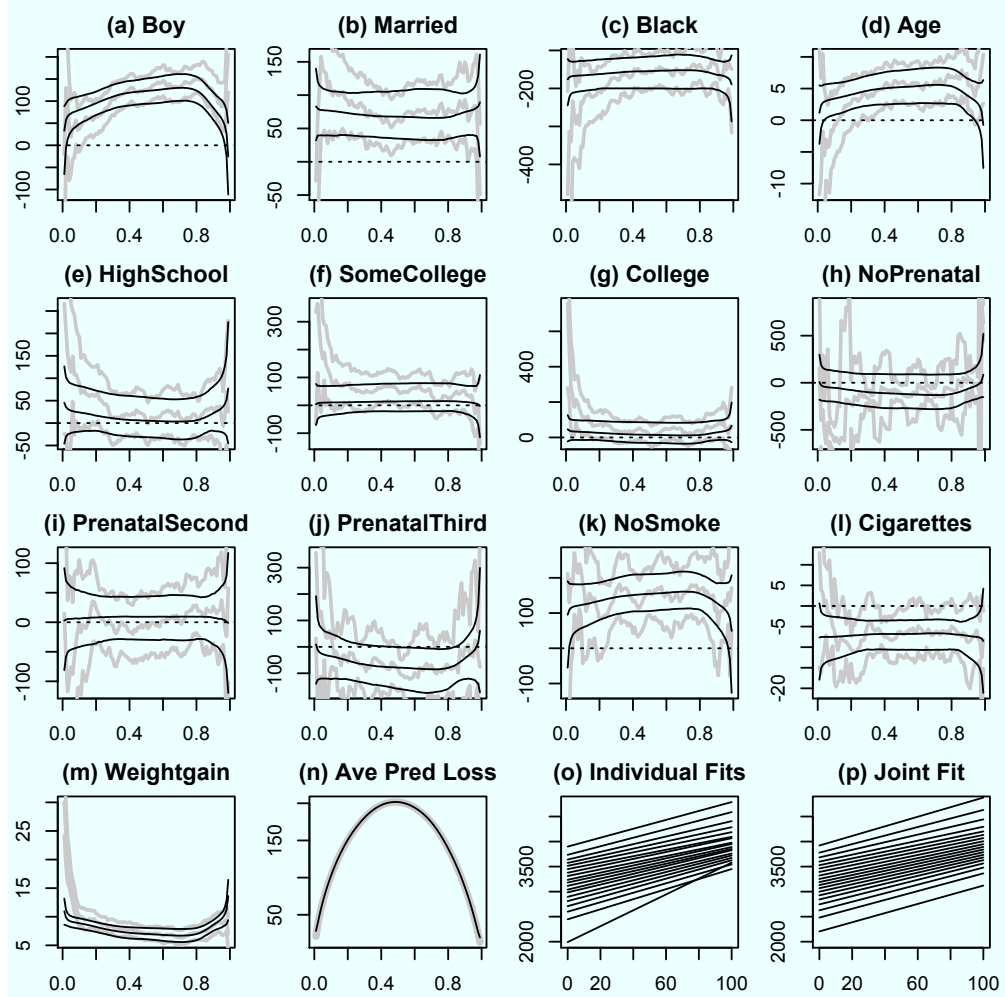 (a) Boy (b) Married (c) Black (d) Age
-100 0 100
-50 50 150
-400 -200
-10 0 5
0.0 0.4 0.8 0.0 0.4 0.8 0.0 0.4 0.8 0.0 0.4 0.8
(e) HighSchool (f) SomeCollege (g) College (h) NoPrenatal
-50 50 150
-100 100 300
0 400
-500 0 500
0.0 0.4 0.8 0.0 0.4 0.8 0.0 0.4 0.8 0.0 0.4 0.8
(i) PrenatalSecond (j) PrenatalThird (k) NoSmoke (l) Cigarettes
-100 0 50 100
-100 100 300
-100 0 100
-20 -5 5
0.0 0.4 0.8 0.0 0.4 0.8 0.0 0.4 0.8 0.0 0.4 0.8
(m) Weightgain (n) Ave Pred Loss (o) Individual Fits (p) Joint Fit
5 15 25
50 150
2000 3500
2000 3500
0.0 0.4 0.8 0.0 0.4 0.8 0 20 60 100 0 20 60 100